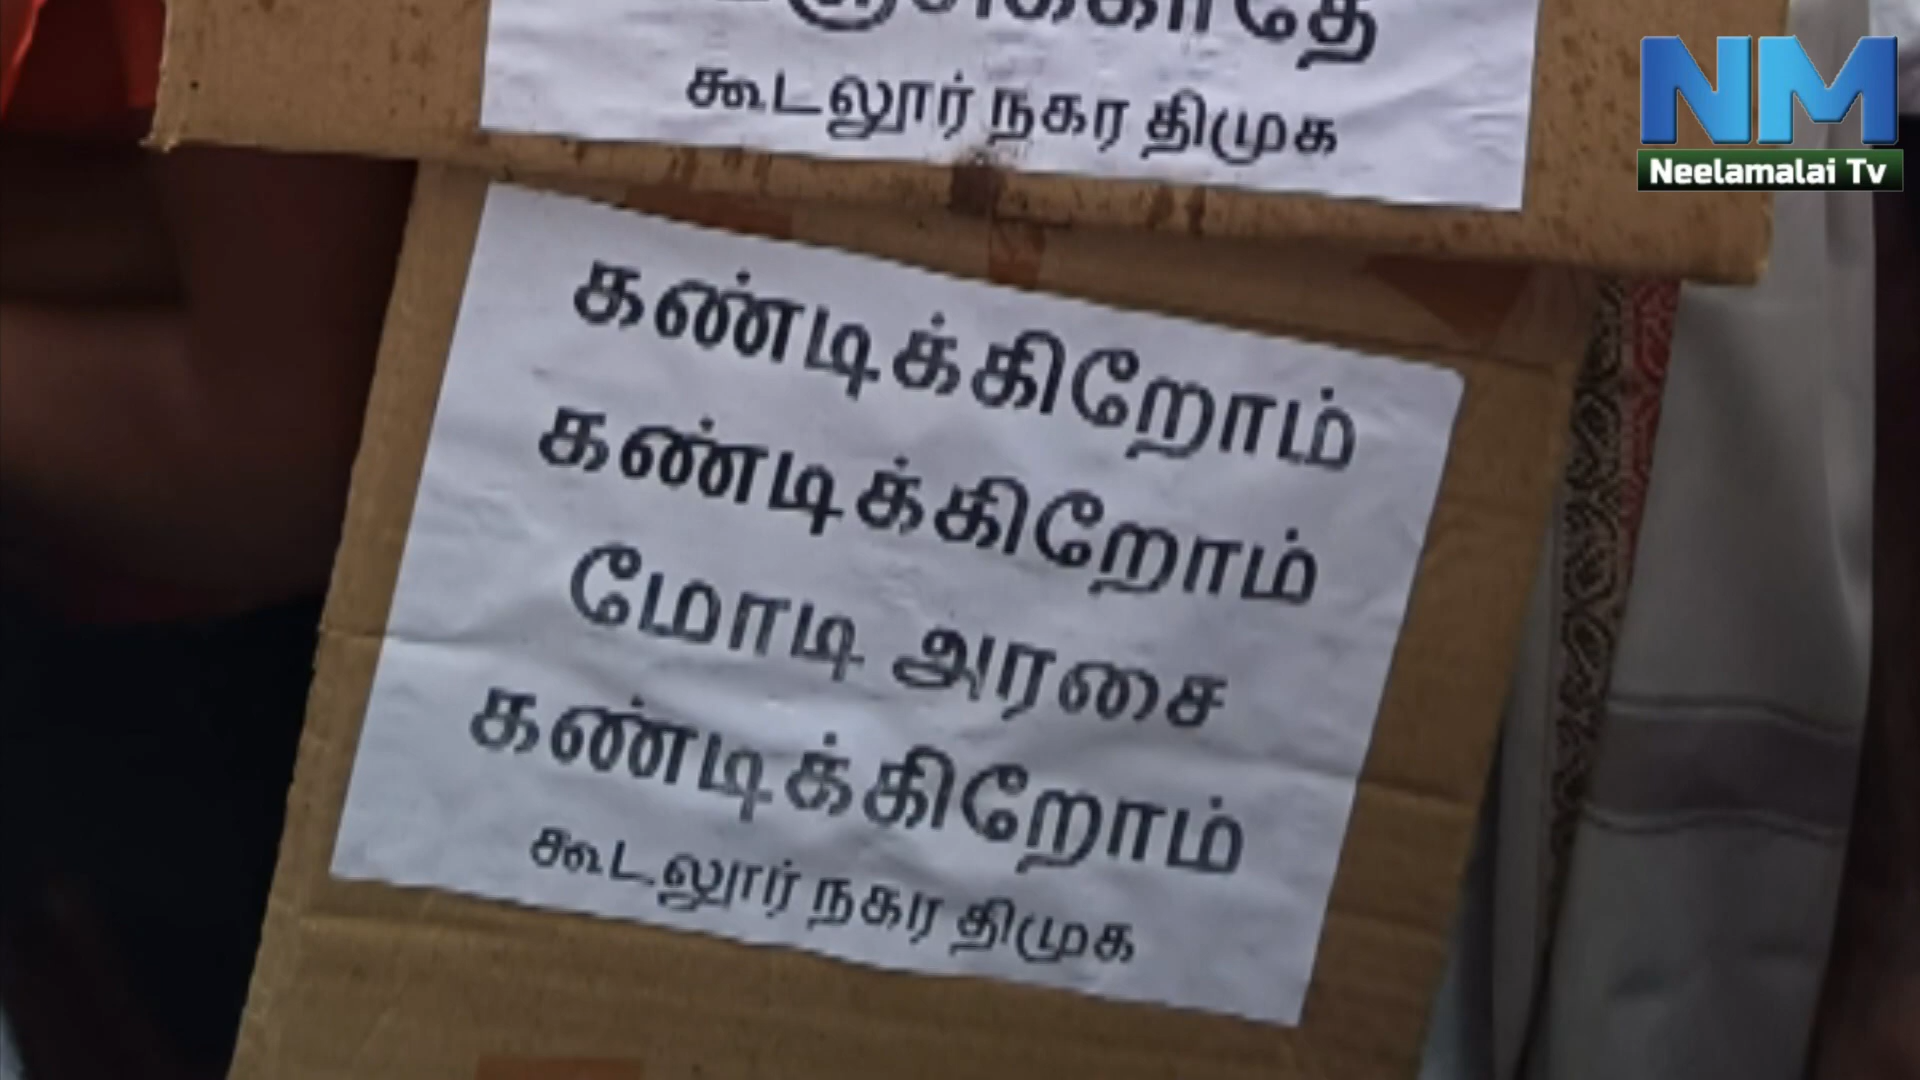 கூடலூர் நகர திமுக
கண்டிக்கிறோம்
கண்டிக்கிறோம்
மோடி அரசை
கண்டிக்கிறோம்
கூடலூர் நகர திமுக
NM
Neelamalai Tv